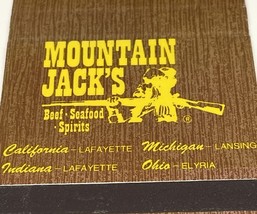 MOUNTAIN
JACK'S
Beef · Seafood
· Spirits
®
California – LAFAYETTE Michigan – LANSING
Indiana – LAFAYETTE Ohio – ELYRIA